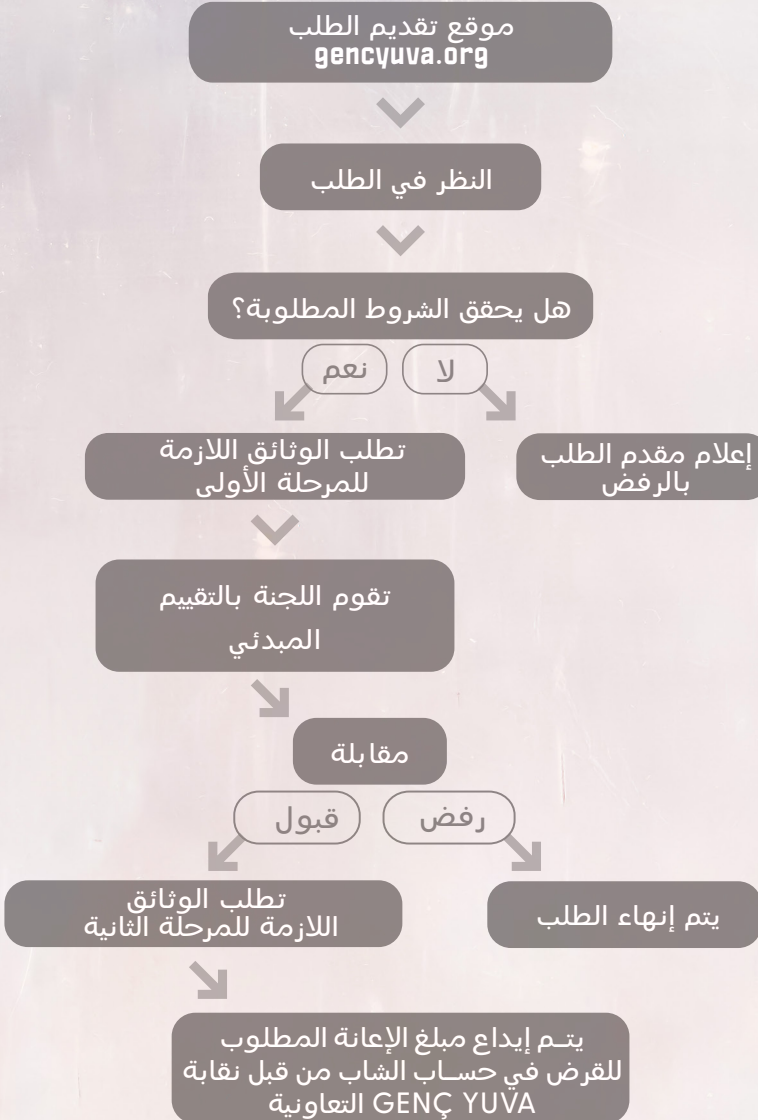 موقع تقديم الطلب
gencyuva.org
النظر في الطلب
هل يحقق الشروط المطلوبة؟
نعم
لا
تطلب الوثائق اللازمة
للمرحلة الأولى
إعلام مقدم الطلب
بالرفض
تقوم اللجنة بالتقييم
المبدئي
مقابلة
قبول
رفض
تطلب الوثائق
اللازمة للمرحلة الثانية
يتم إنهاء الطلب
يتم إيداع مبلغ الإعانة المطلوب
للقرض في حساب الشاب من قبل نقابة
GENÇ YUVA التعاونية